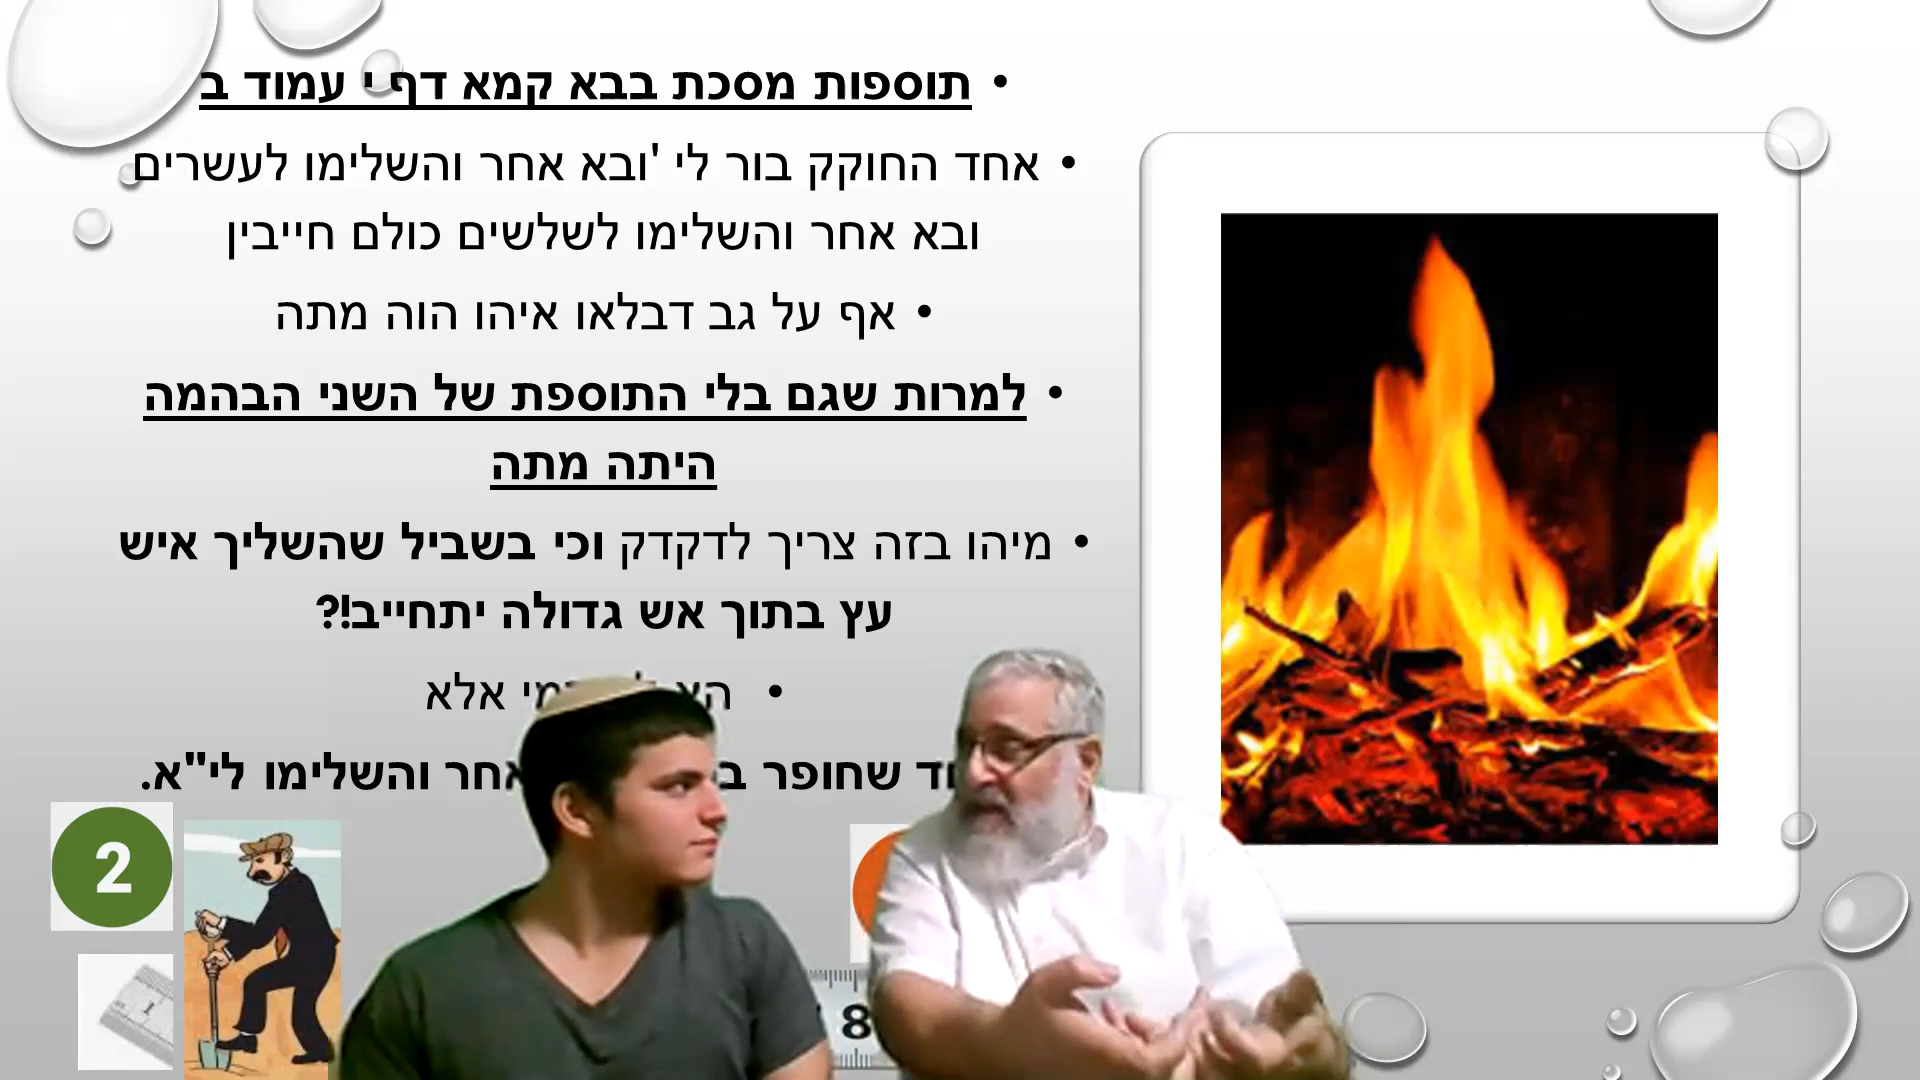 תוספות מסכת בבא קמא דף י עמוד ב
אחד החוקק בור לי 'ובא אחר והשלימו לעשרים
ובא אחר והשלימו לשלשים כולם חייבין
אף על גב דבלאו איהו הוה מתה
למרות שגם בלי התוספת של השני הבהמה
היתה מתה
מיהו בזה צריך לדקדק וכי בשביל שהשליך איש
עץ בתוך אש גדולה יתחייב!?
אלא
שחופר והשלימו לי"א.
2
1
8